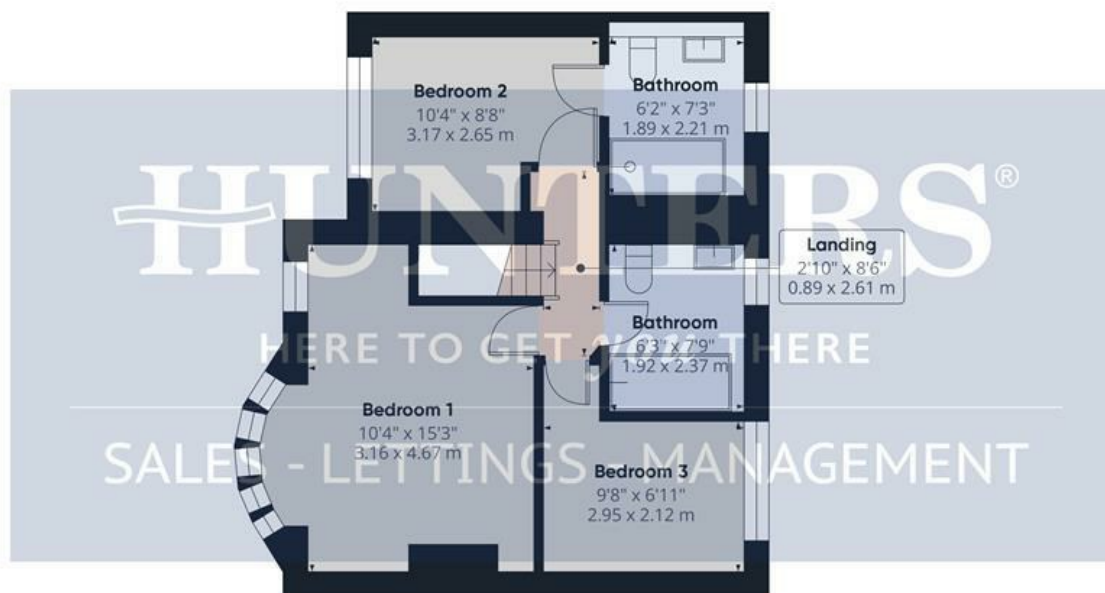 Bedroom 2
10'4" x 8'8"
3.17 x 2.65 m
Bathroom
6'2" x 7'3"
1.89 x 2.21 m
HUNTERS®
Landing
2'10" x 8'6"
0.89 x 2.61 m
Bathroom
6'3" x 7'9"
1.92 x 2.37 m
HERE TO GET you THERE
Bedroom 1
10'4" x 15'3"
3.16 x 4.67 m
SALES - LETTINGS - MANAGEMENT
Bedroom 3
9'8" x 6'11"
2.95 x 2.12 m